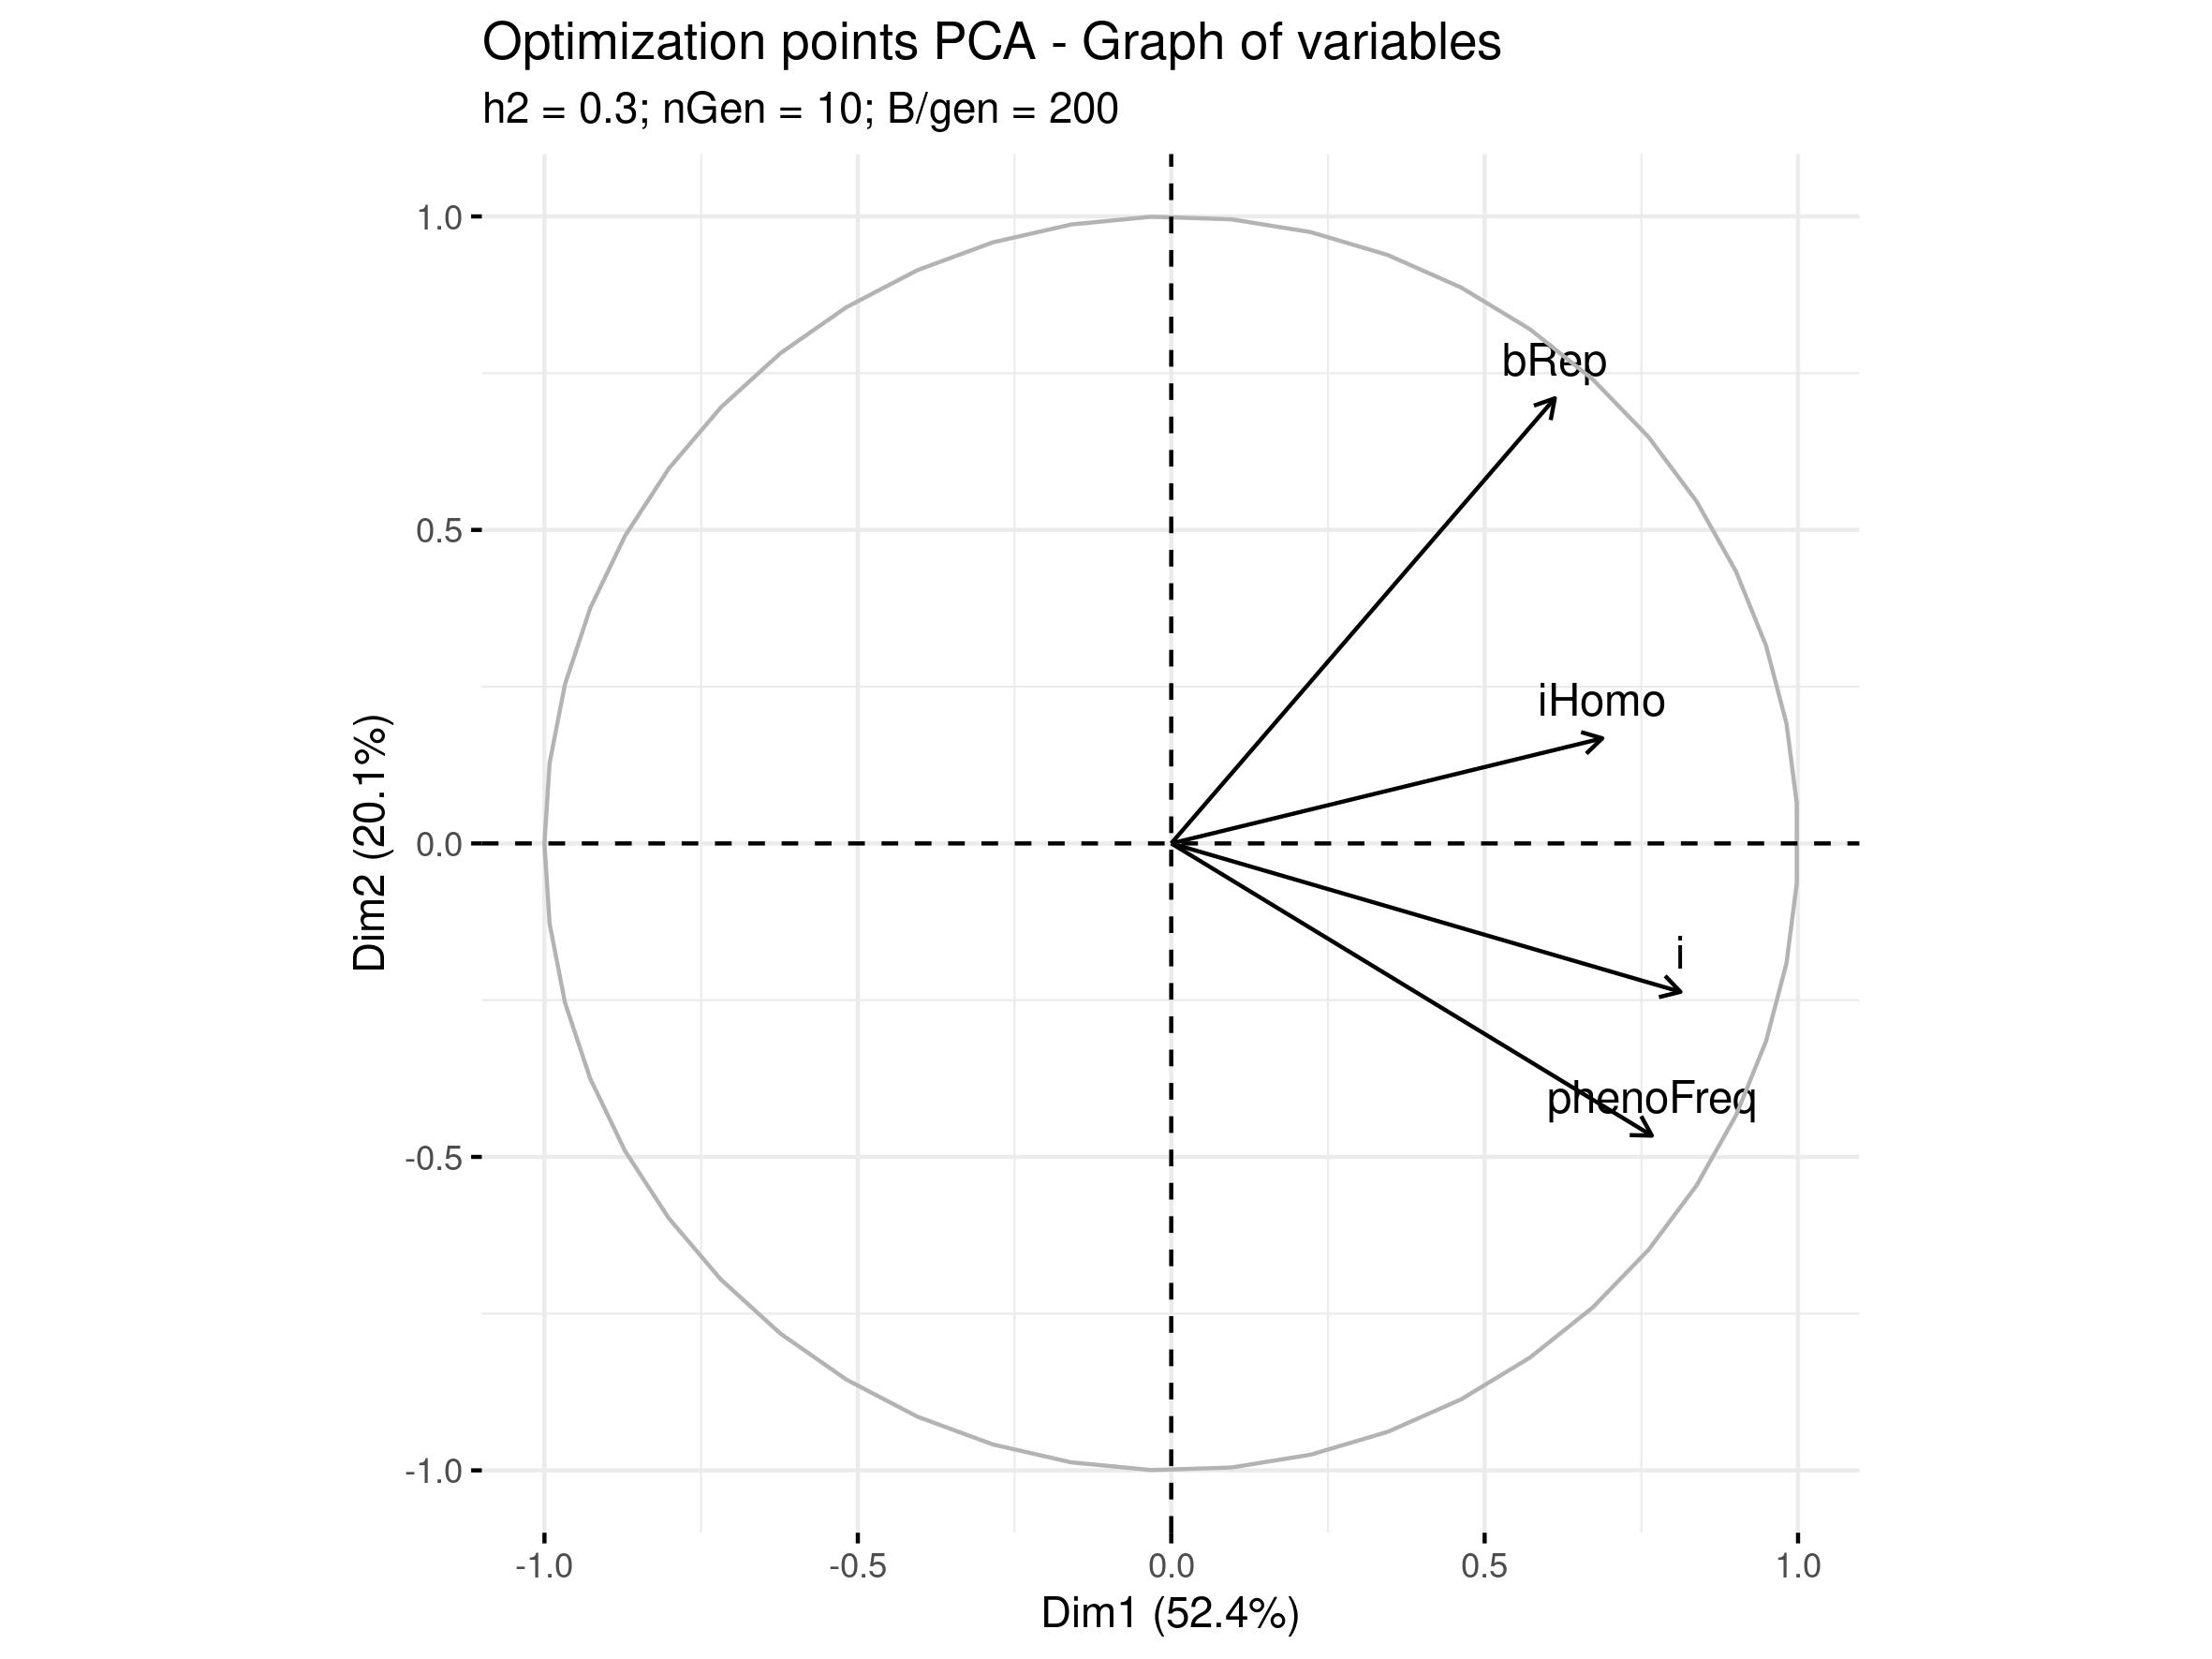 Optimization points PCA - Graph of variables
h2 = 0.3; nGen = 10; B/gen = 200
1.0
0.5
0.0
-0.5
-1.0
Dim2 (20.1%)
bRep
iHomo
i
phenoFreq
-1.0
-0.5
0.0
0.5
1.0
Dim1 (52.4%)